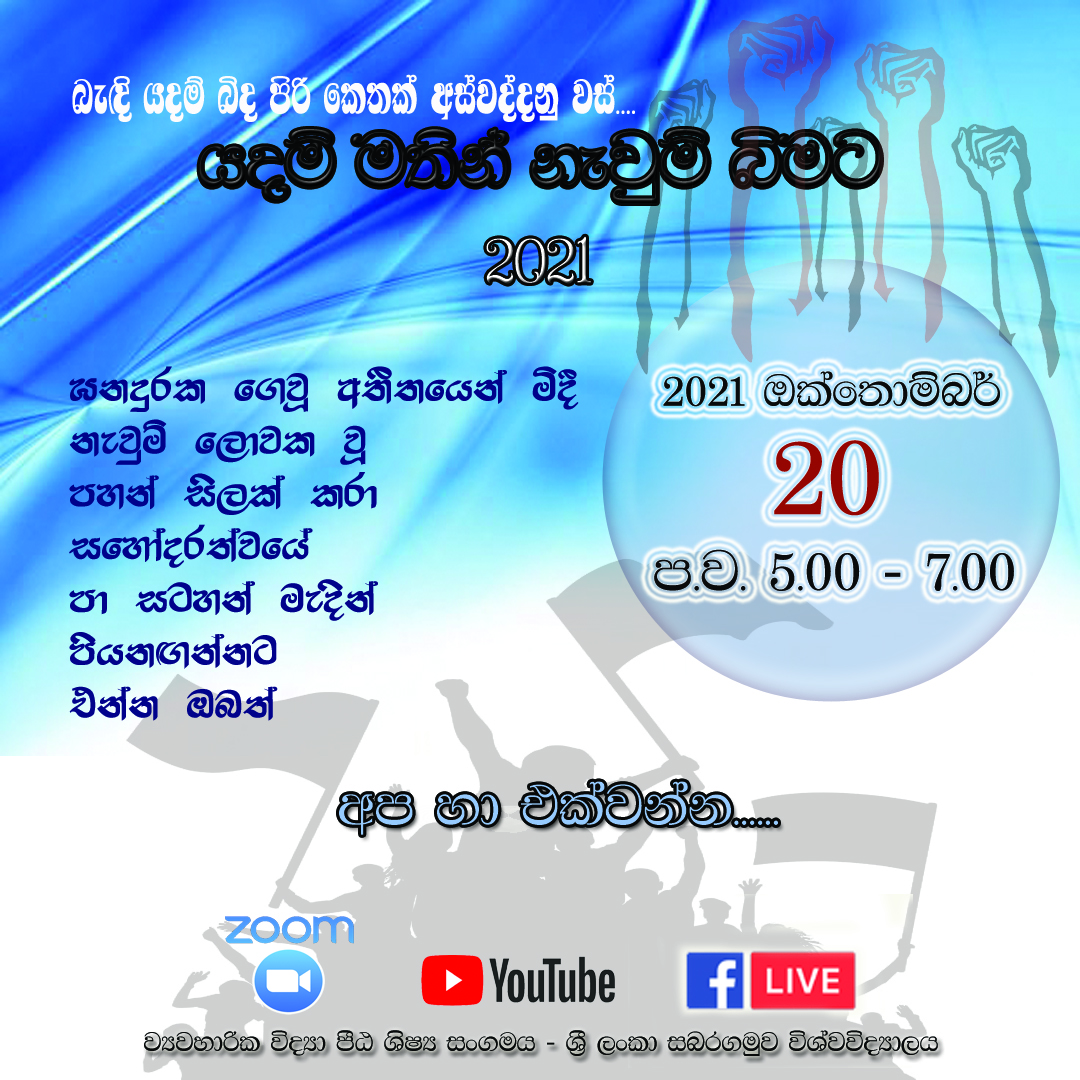 බැඳි යදම් බිද පිරි කෙතක් අස්වද්දනු වස්....
යදම් මතින් නැවුම් බිමට
2021
ඝනදුරක ගෙවූ අතීතයෙන් මිදී
නැවුම් ලොවක වූ
පහන් සිලක් කරා
සහෝදරත්වයේ
පා සටහන් මැදින්
පියනඟන්නට
එන්න ඔබත්
2021 ඔක්තොම්බර්
20
ප.ව. 5.00 - 7.00
අප හා එක්වන්න......
zoom
YouTube
f LIVE
ව්‍යවහාරික විද්‍යා පීඨ ශිෂ්‍ය සංගමය - ශ්‍රී ලංකා සබරගමුව විශ්වවිද්‍යාලය